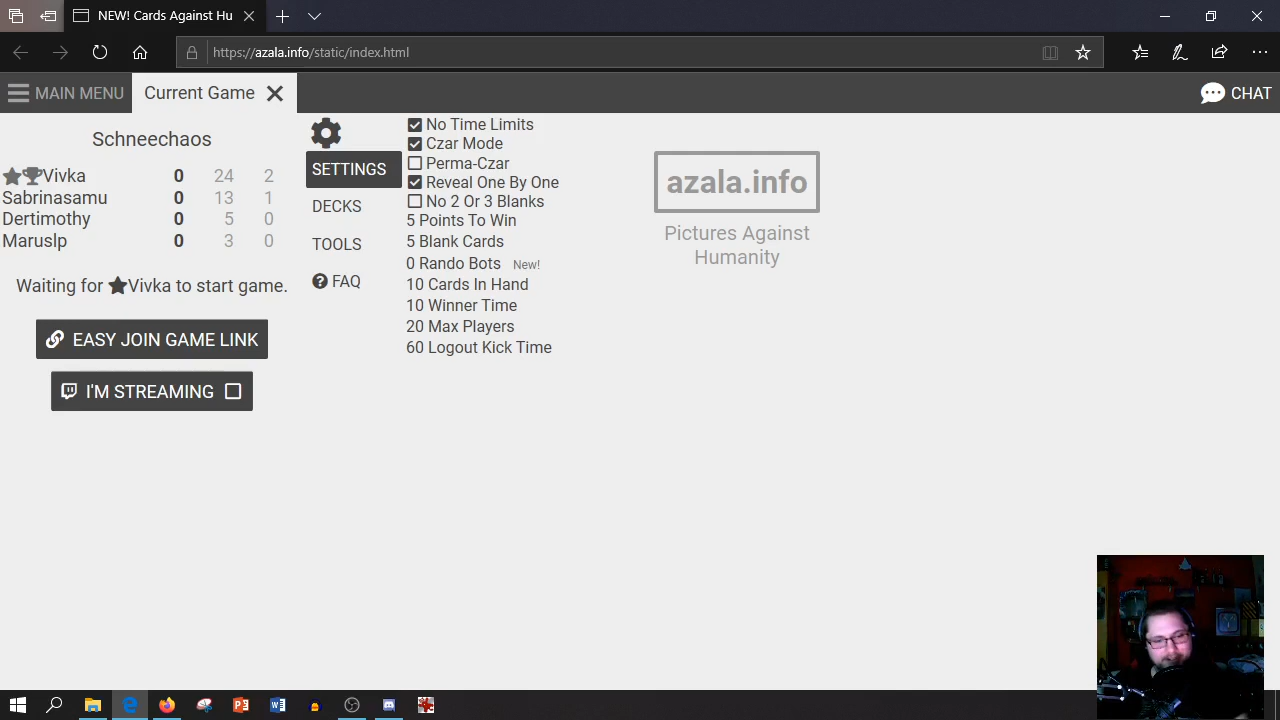 NEW! Cards Against Hu
https://azala.info/static/index.html
MAIN MENU
Current Game
CHAT
Schneechaos
Vivka 0 24 2
Sabrinasamu 0 13 1
Dertimothy 0 5 0
Maruslp 0 3 0
Waiting for Vivka to start game.
EASY JOIN GAME LINK
I'M STREAMING
SETTINGS
DECKS
TOOLS
FAQ
No Time Limits
Czar Mode
Perma-Czar
Reveal One By One
No 2 Or 3 Blanks
5 Points To Win
5 Blank Cards
0 Rando Bots New!
10 Cards In Hand
10 Winner Time
20 Max Players
60 Logout Kick Time
azala.info
Pictures Against
Humanity